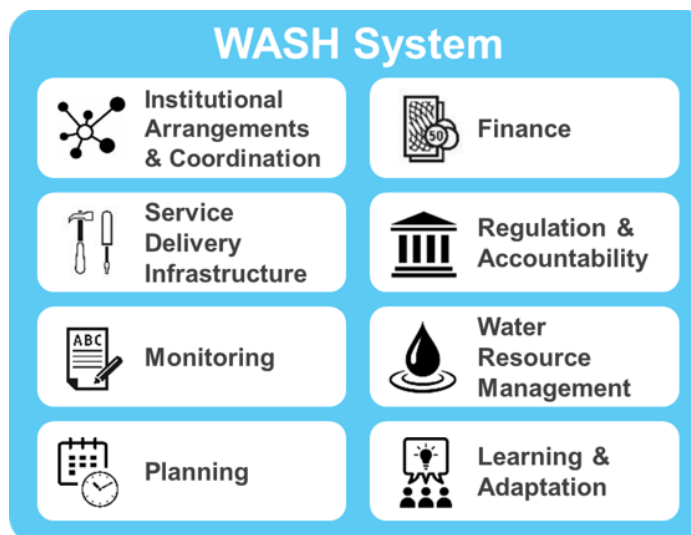 WASH System
Institutional
Arrangements
& Coordination
50
Finance
Service
Delivery
Infrastructure
Regulation &
Accountability
ABC
Monitoring
Water
Resource
Management
Planning
Learning &
Adaptation